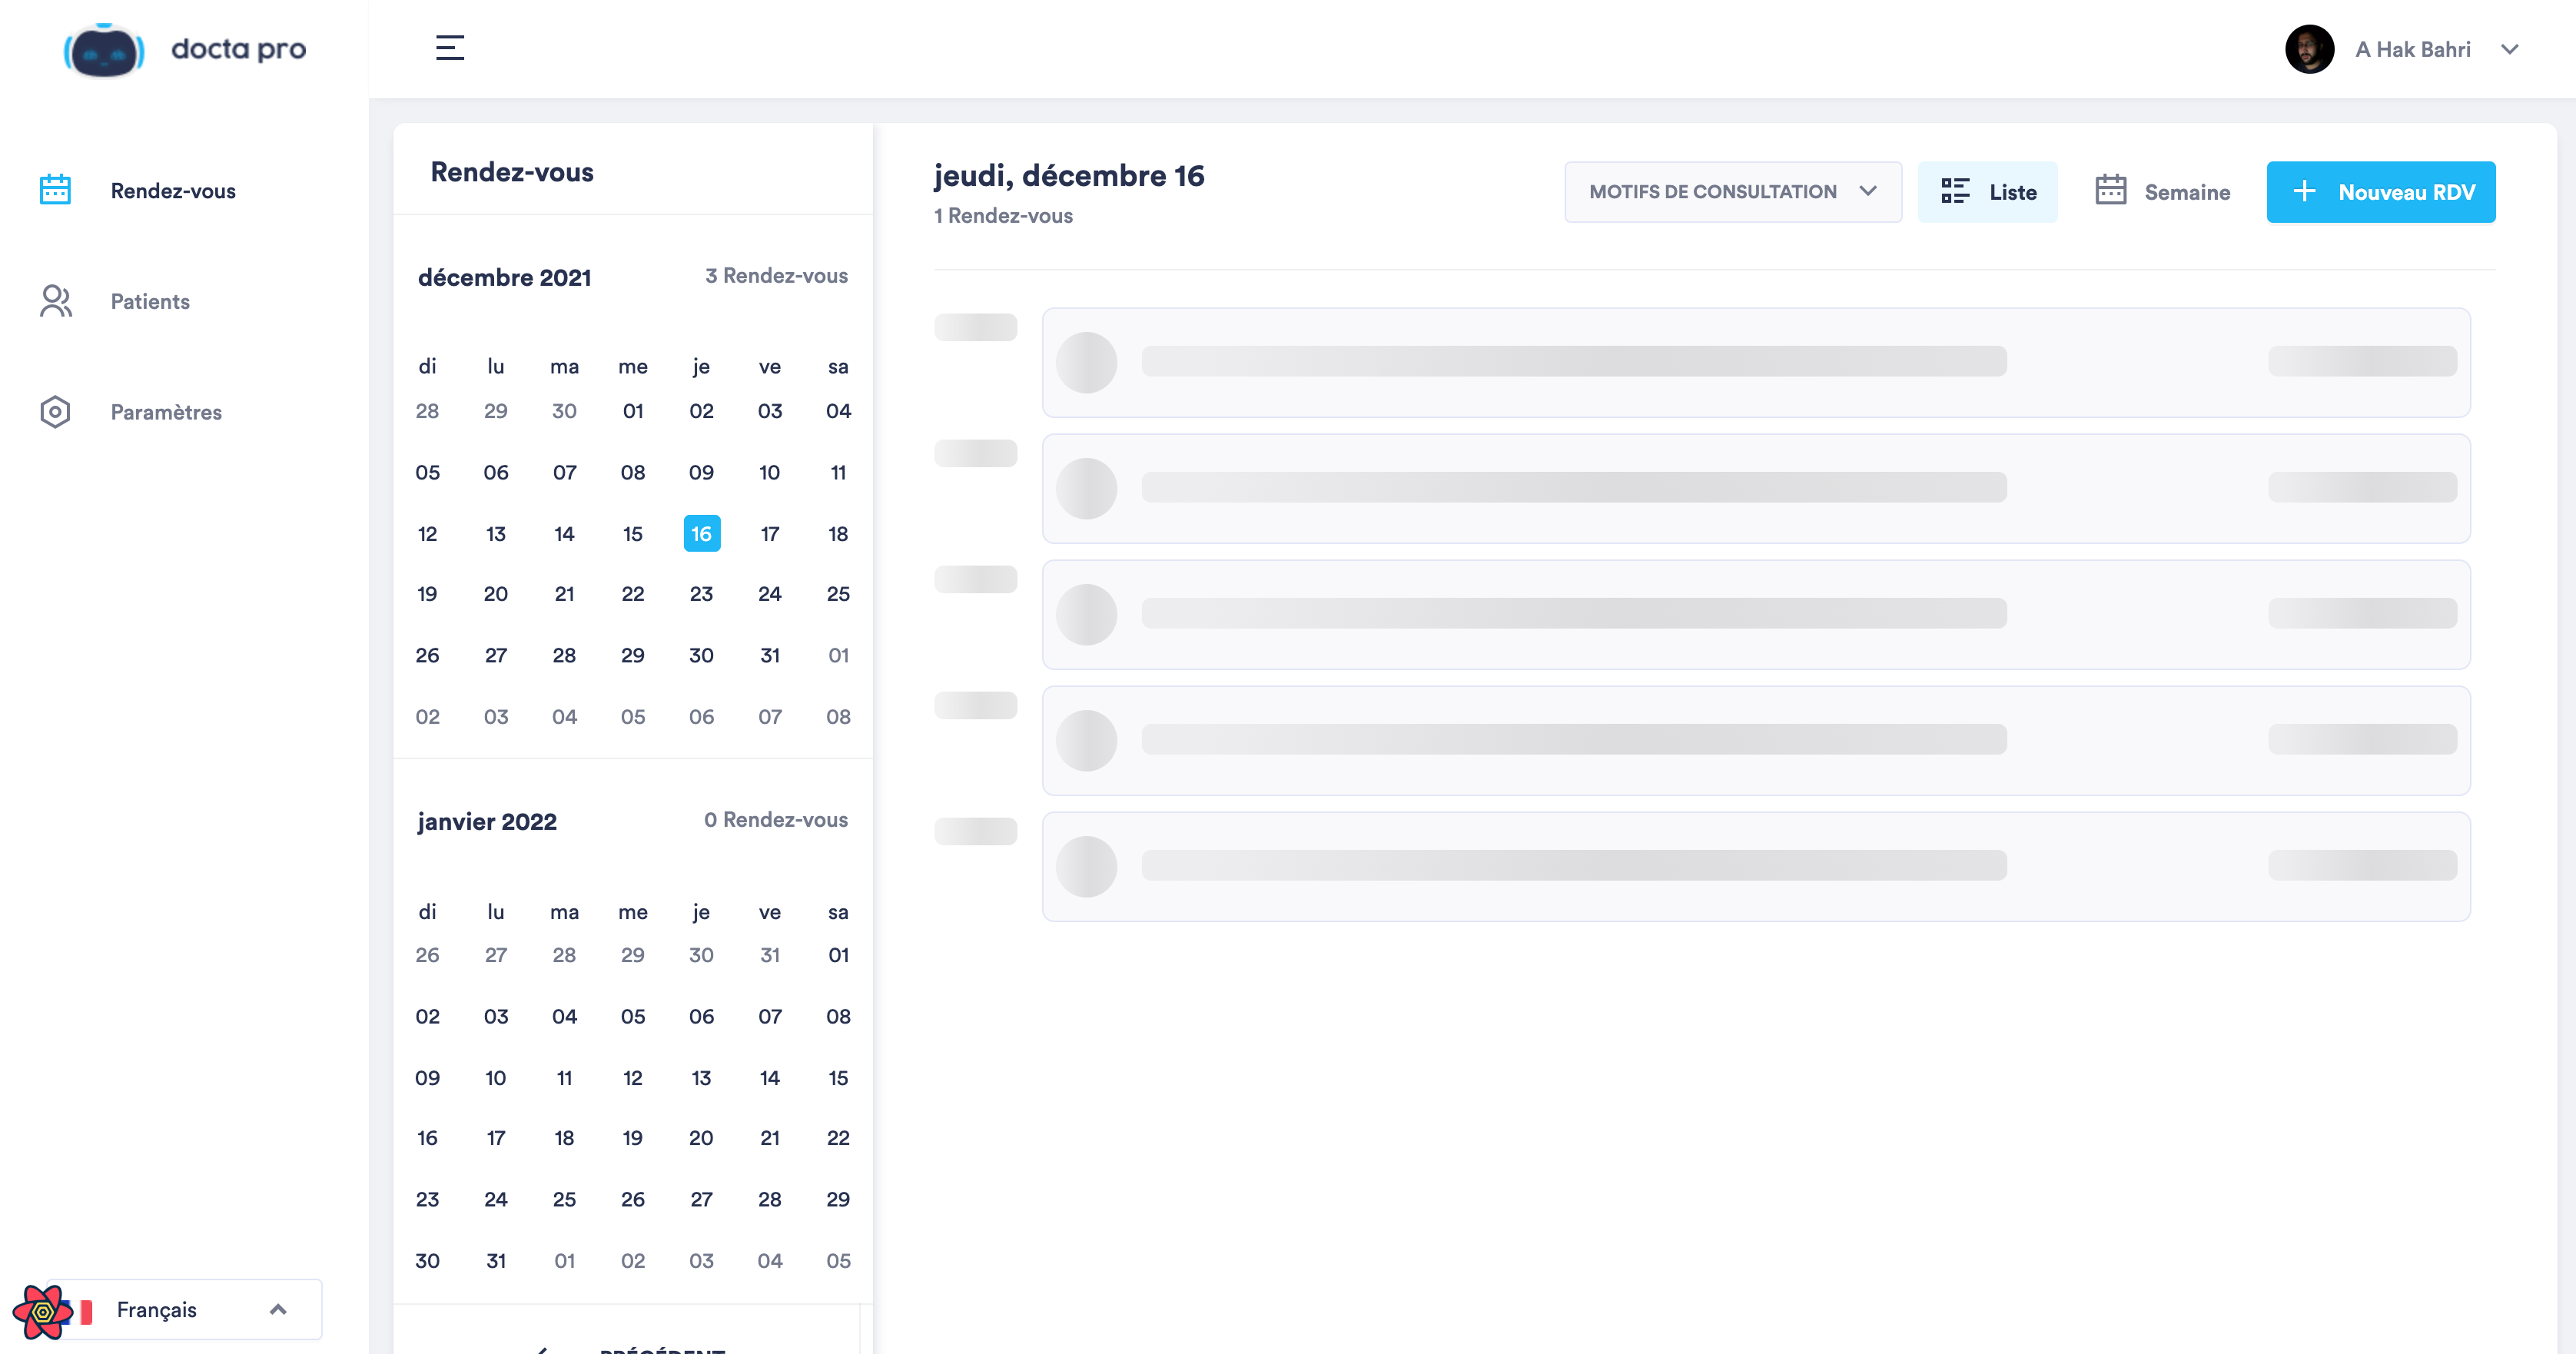 docta pro
A Hak Bahri
Rendez-vous
Patients
Paramètres
Français
Rendez-vous
décembre 2021
3 Rendez-vous
di lu ma me je ve sa
28 29 30 01 02 03 04
05 06 07 08 09 10 11
12 13 14 15 16 17 18
19 20 21 22 23 24 25
26 27 28 29 30 31 01
02 03 04 05 06 07 08
janvier 2022
0 Rendez-vous
di lu ma me je ve sa
26 27 28 29 30 31 01
02 03 04 05 06 07 08
09 10 11 12 13 14 15
16 17 18 19 20 21 22
23 24 25 26 27 28 29
30 31 01 02 03 04 05
PRÉCÉDENT
jeudi, décembre 16
1 Rendez-vous
MOTIFS DE CONSULTATION
Liste
Semaine
Nouveau RDV